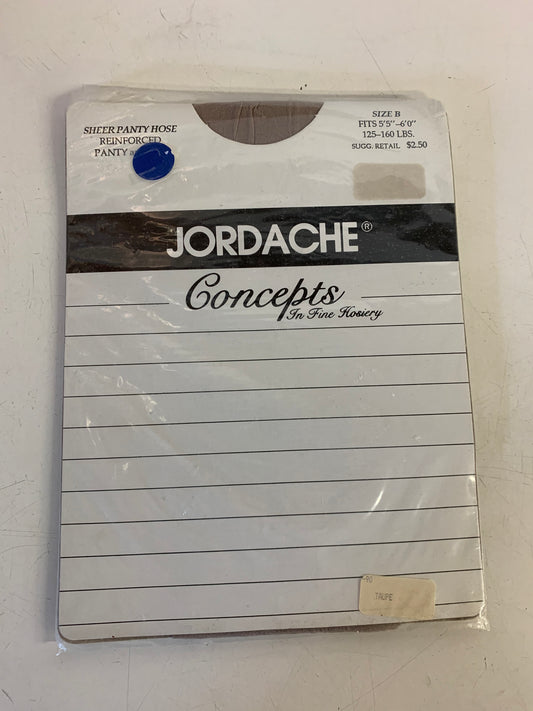 SHEER PANTY HOSE
REINFORCED
PANTY
SIZE B
FITS 5'5"-6'0"
125-160 LBS.
SUGG. RETAIL $2.50
JORDACHE®
Concepts
In Fine Hosiery
-90
TAUPE